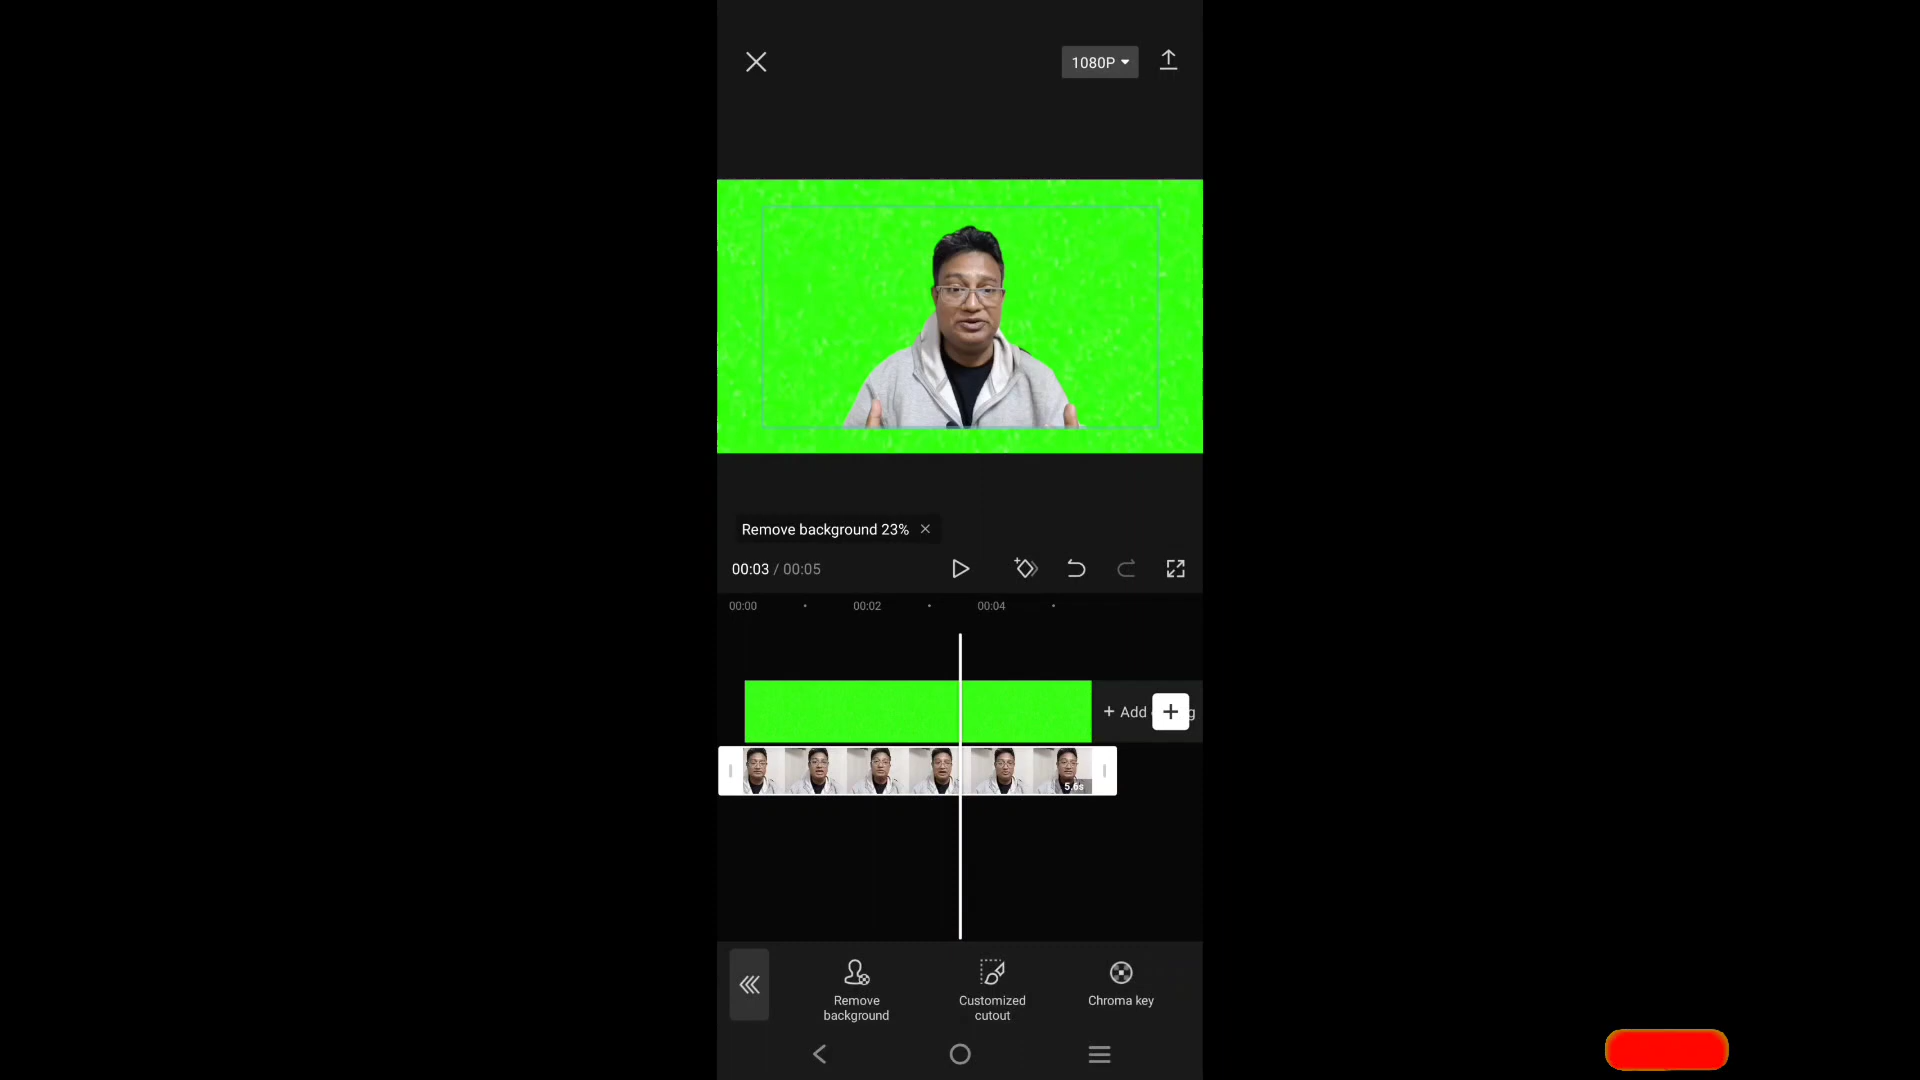 1080P
Remove background 23%
00:03 / 00:05
00:00
00:02
00:04
+ Add
5.6s
Remove
background
Customized
cutout
Chroma key